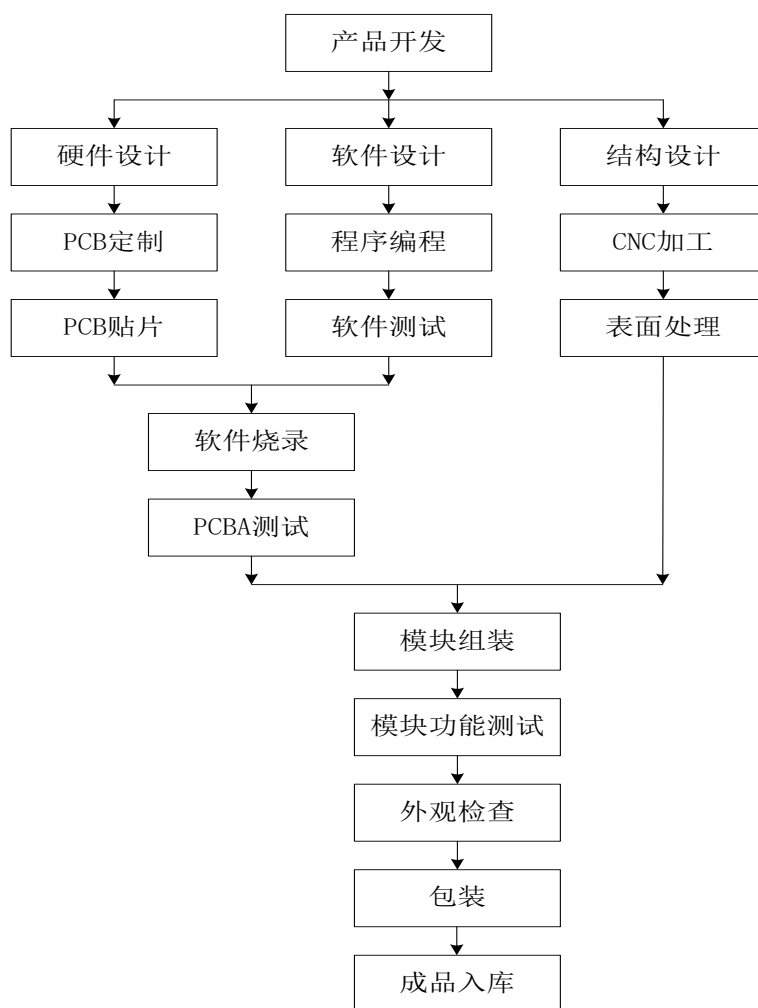 产品开发
硬件设计
软件设计
结构设计
PCB定制
程序编程
CNC加工
PCB贴片
软件测试
表面处理
软件烧录
PCBA测试
模块组装
模块功能测试
外观检查
包装
成品入库